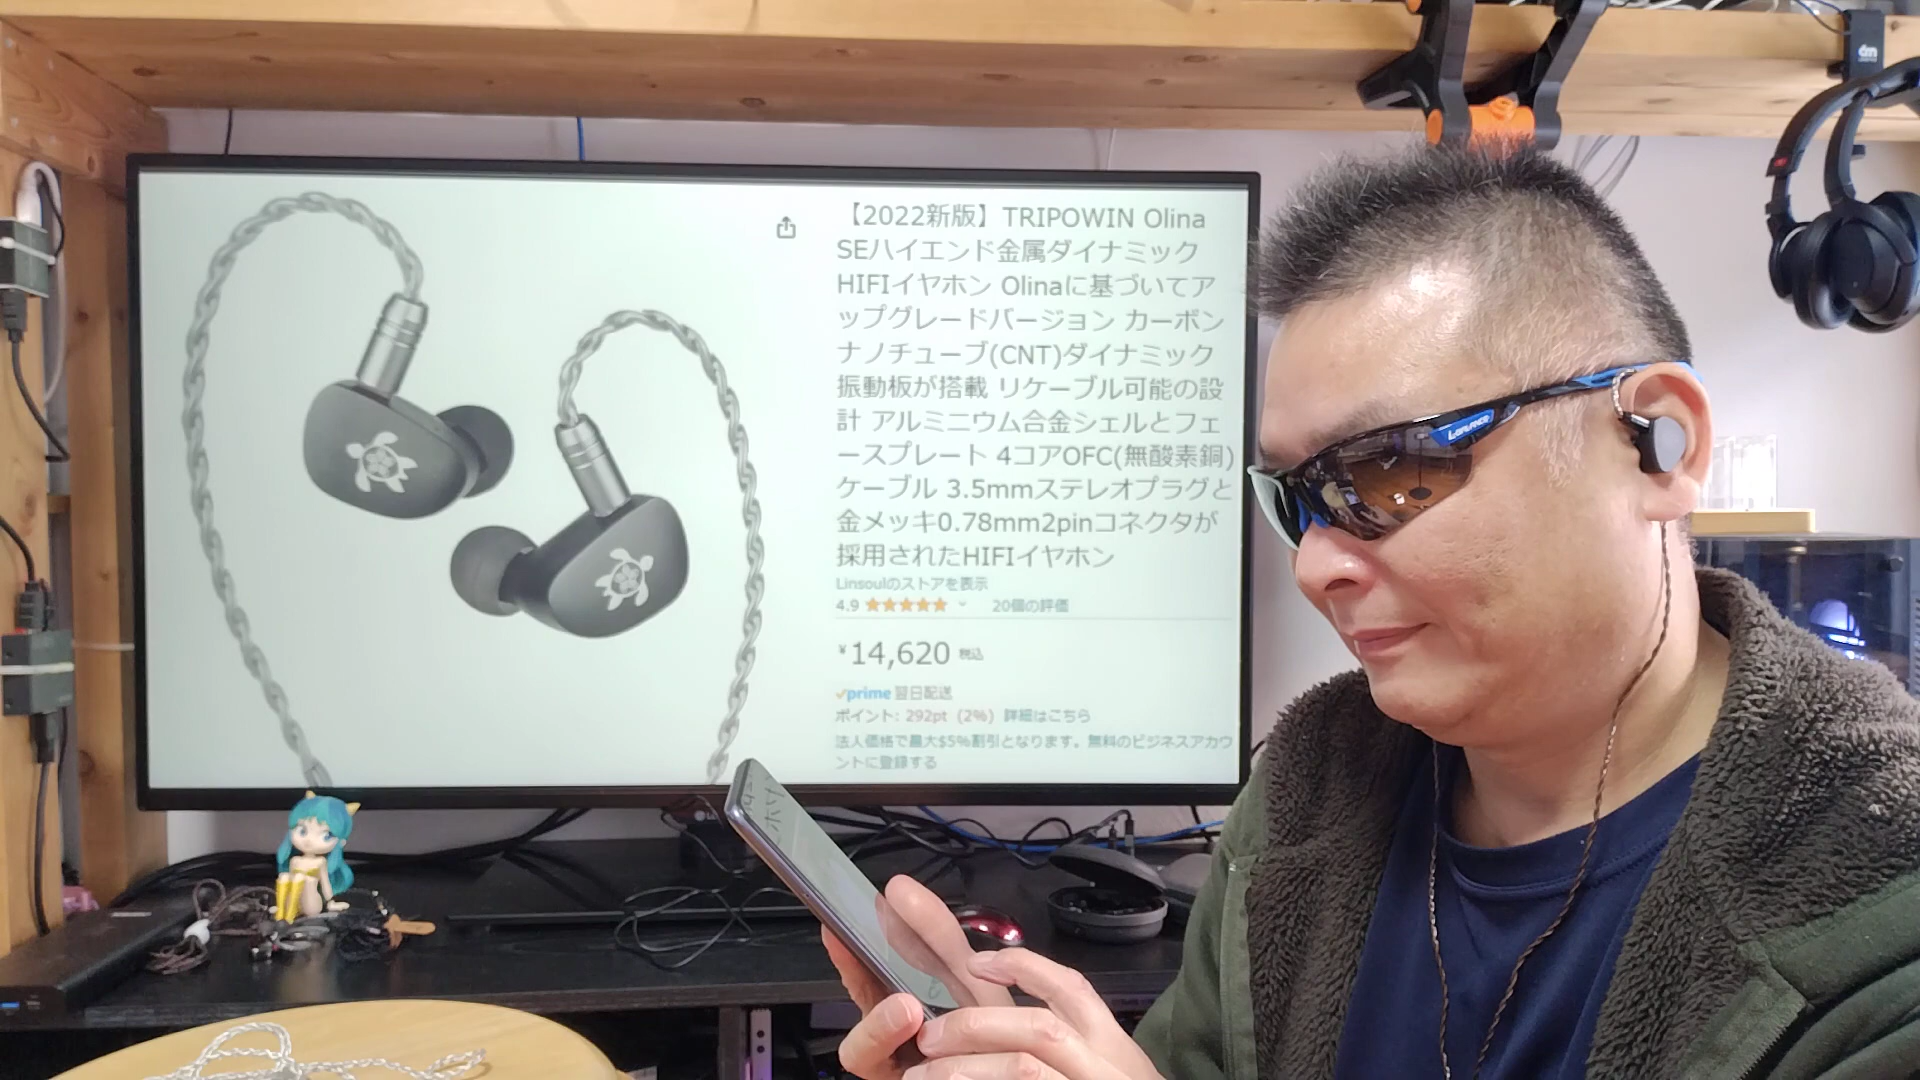 【2022新版】TRIPOWIN Olina
SEハイエンド金属ダイナミック
HIFIイヤホン Olinaに基づいてア
ップグレードバージョン カーボン
ナノチューブ(CNT)ダイナミック
振動板が搭載 リケーブル可能の設
計 アルミニウム合金シェルとフェ
ースプレート 4コアOFC(無酸素銅)
ケーブル 3.5mmステレオプラグと
金メッキ0.78mm2pinコネクタが
採用されたHIFIイヤホン
Linsoulのストアを表示
4.9 20個の評価
¥14,620 税込
prime 翌日配送
ポイント: 292pt (2%) 詳細はこちら
法人価格で最大$5%割引となります。無料のビジネスアカウ
ントに登録する